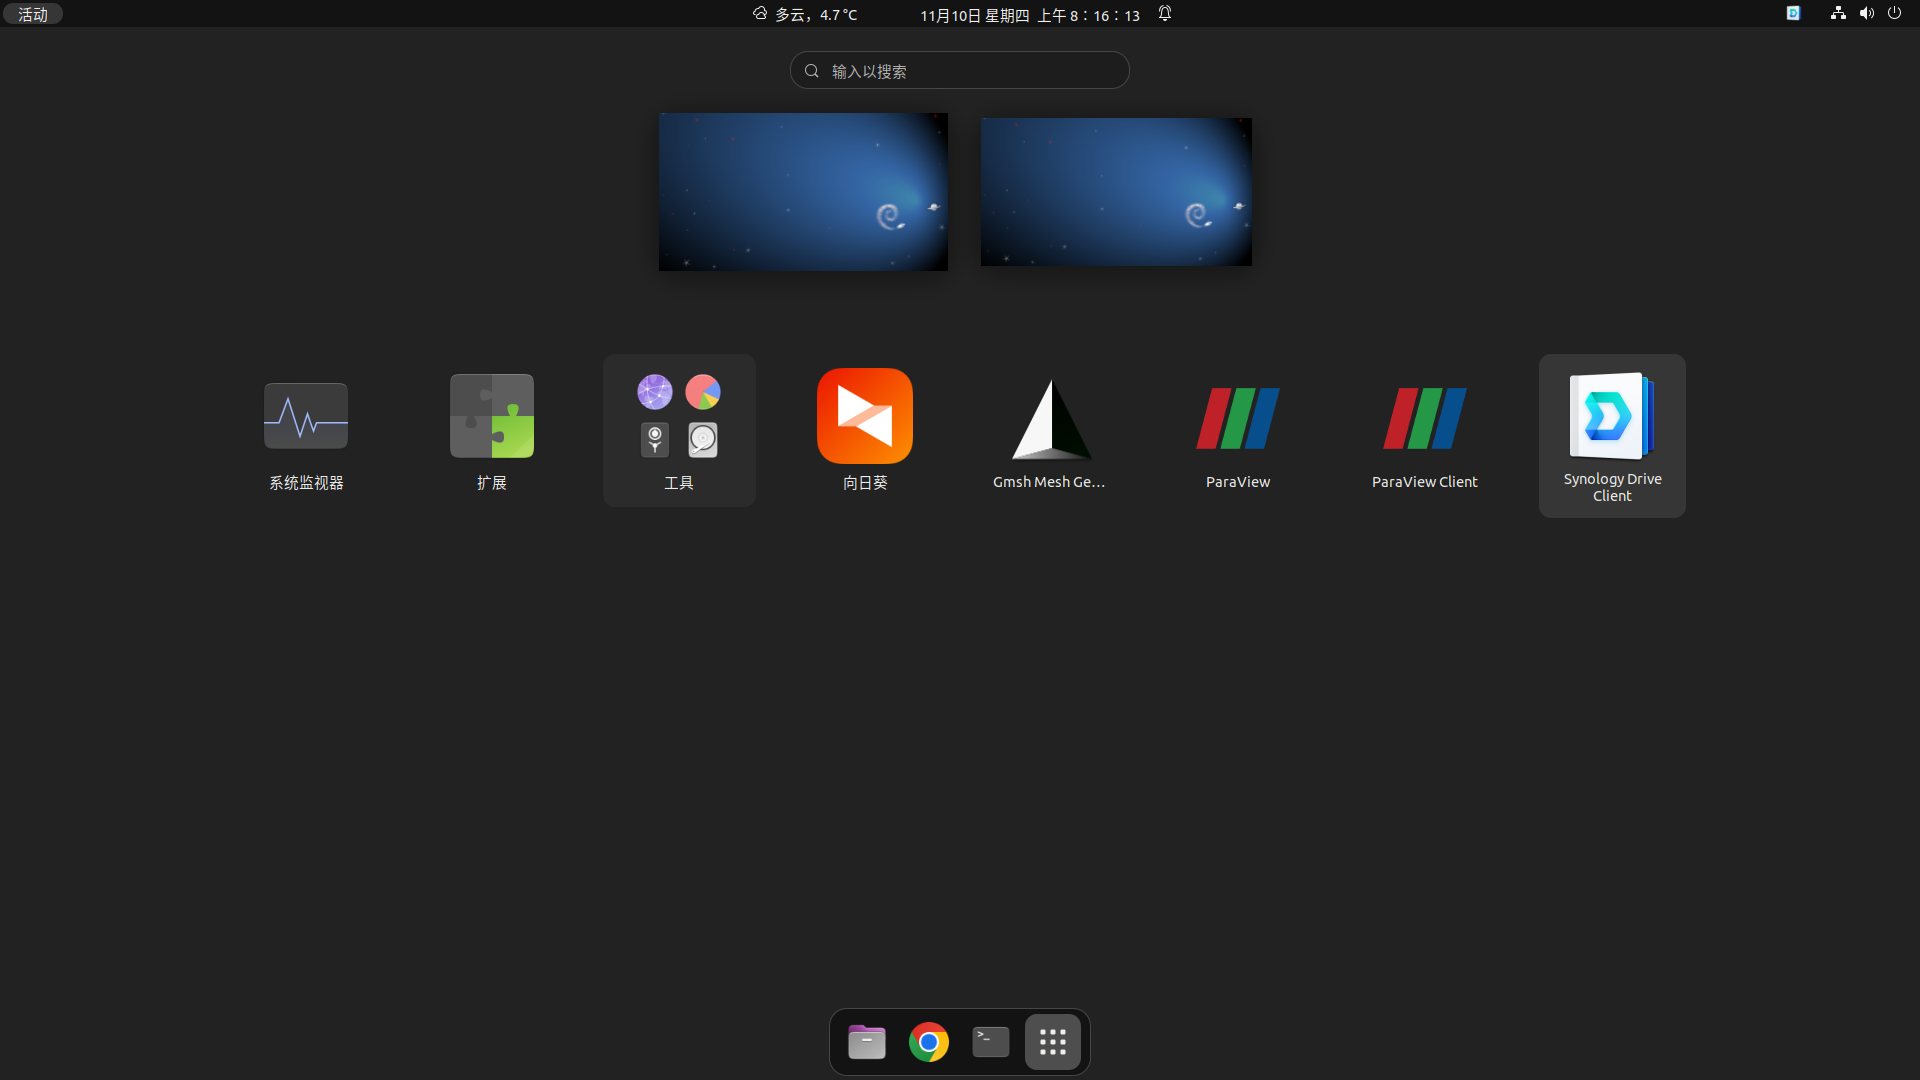 活动
多云，4.7 °C
11月10日 星期四 上午 8∶16∶13
输入以搜索
系统监视器
扩展
工具
向日葵
Gmsh Mesh Ge…
ParaView
ParaView Client
Synology Drive
Client